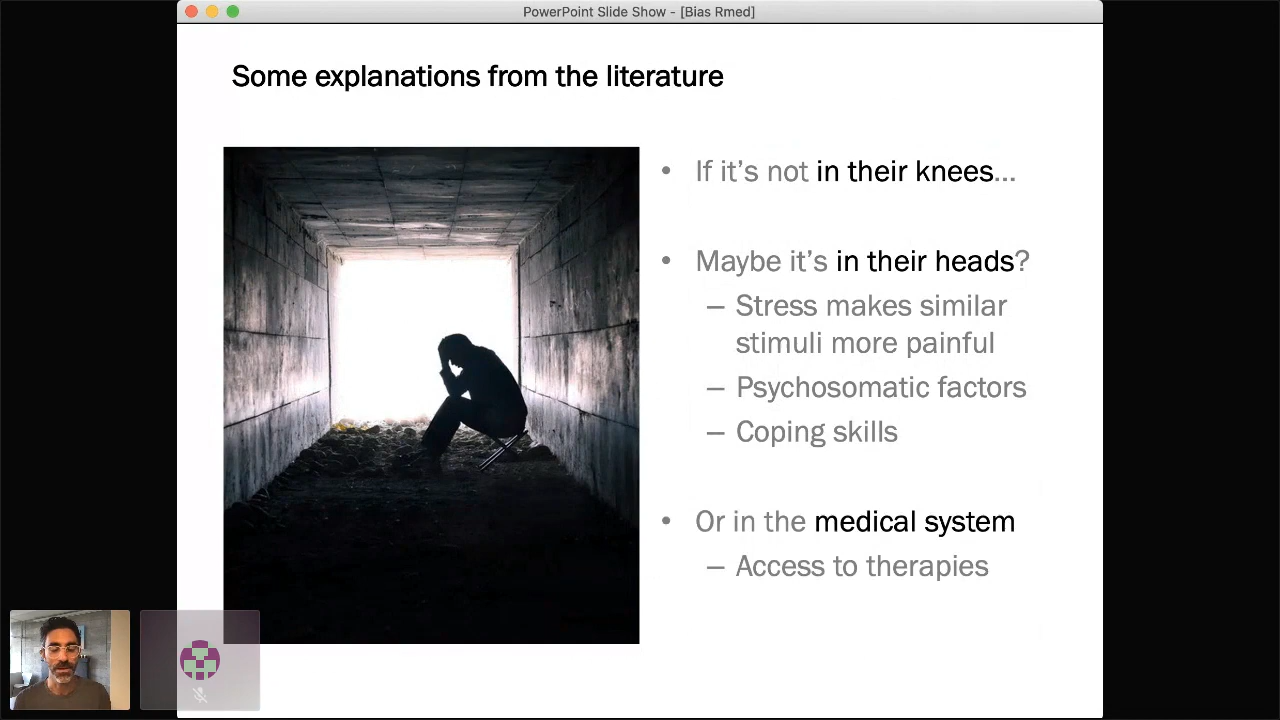 PowerPoint Slide Show - [Bias Rmed]
Some explanations from the literature
• If it’s not in their knees...
• Maybe it’s in their heads?
– Stress makes similar
stimuli more painful
– Psychosomatic factors
– Coping skills
• Or in the medical system
– Access to therapies